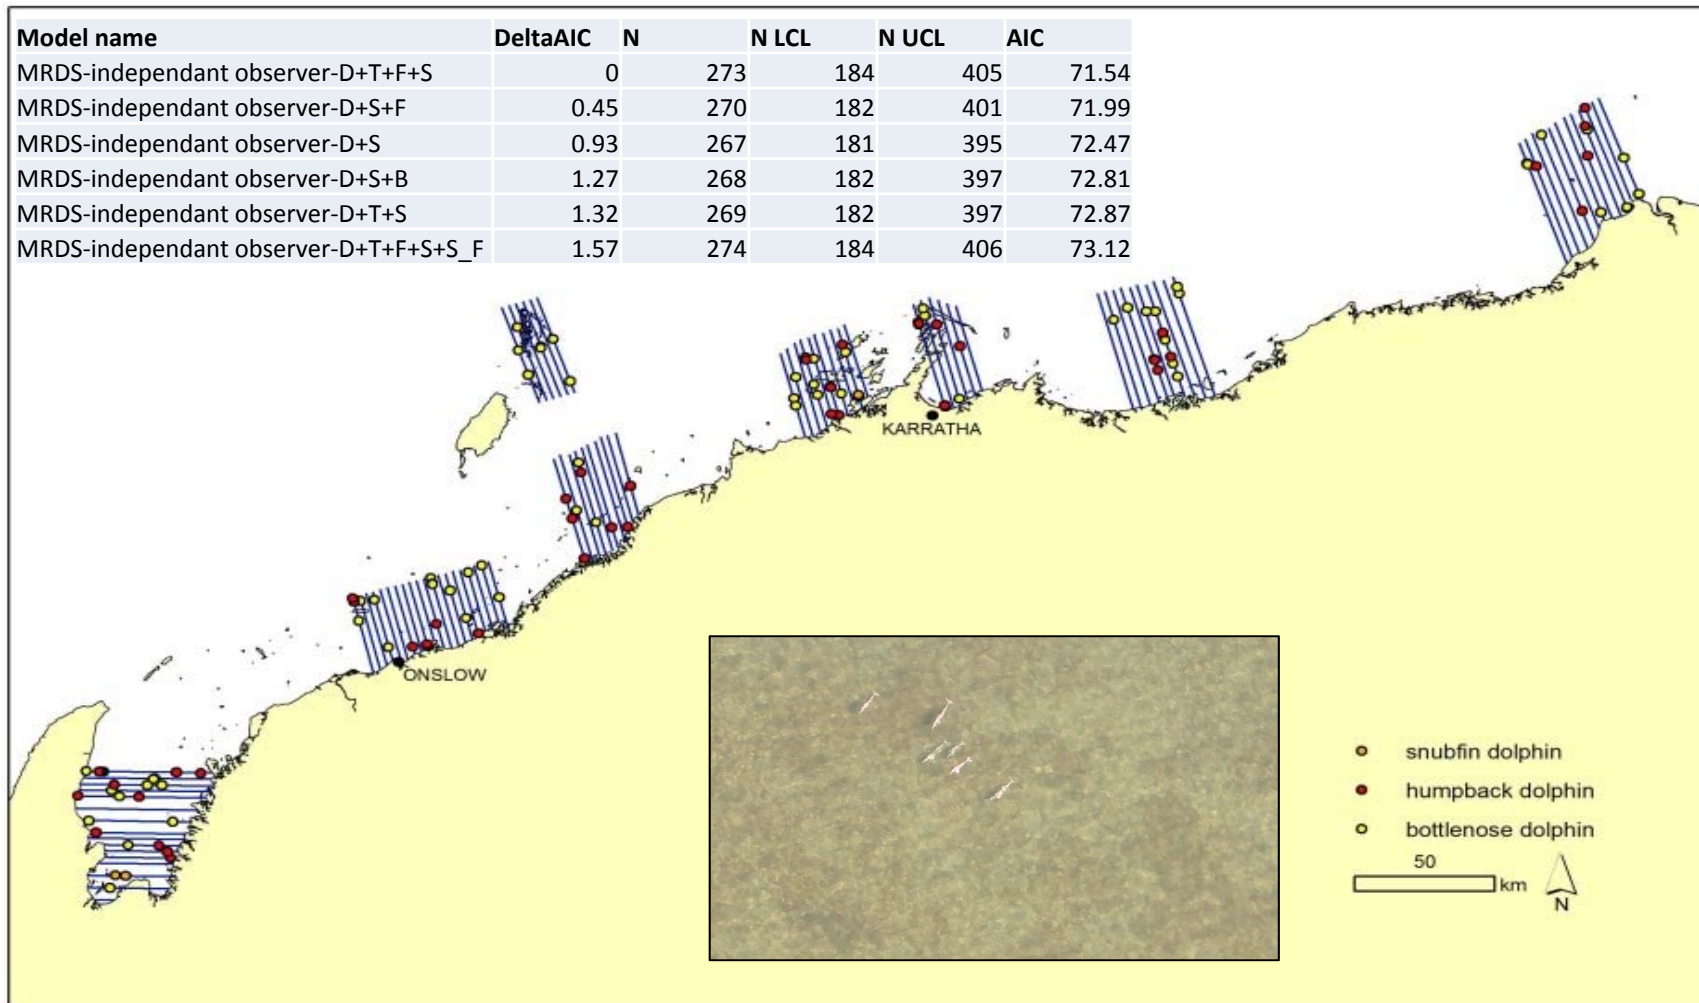 Model name DeltaAIC N N LCL N UCL AIC
MRDS-independant observer-D+T+F+S 0 273 184 405 71.54
MRDS-independant observer-D+S+F 0.45 270 182 401 71.99
MRDS-independant observer-D+S 0.93 267 181 395 72.47
MRDS-independant observer-D+S+B 1.27 268 182 397 72.81
MRDS-independant observer-D+T+S 1.32 269 182 397 72.87
MRDS-independant observer-D+T+F+S+S_F 1.57 274 184 406 73.12
KARRATHA
ONSLOW
snubfin dolphin
humpback dolphin
bottlenose dolphin
50
km
N